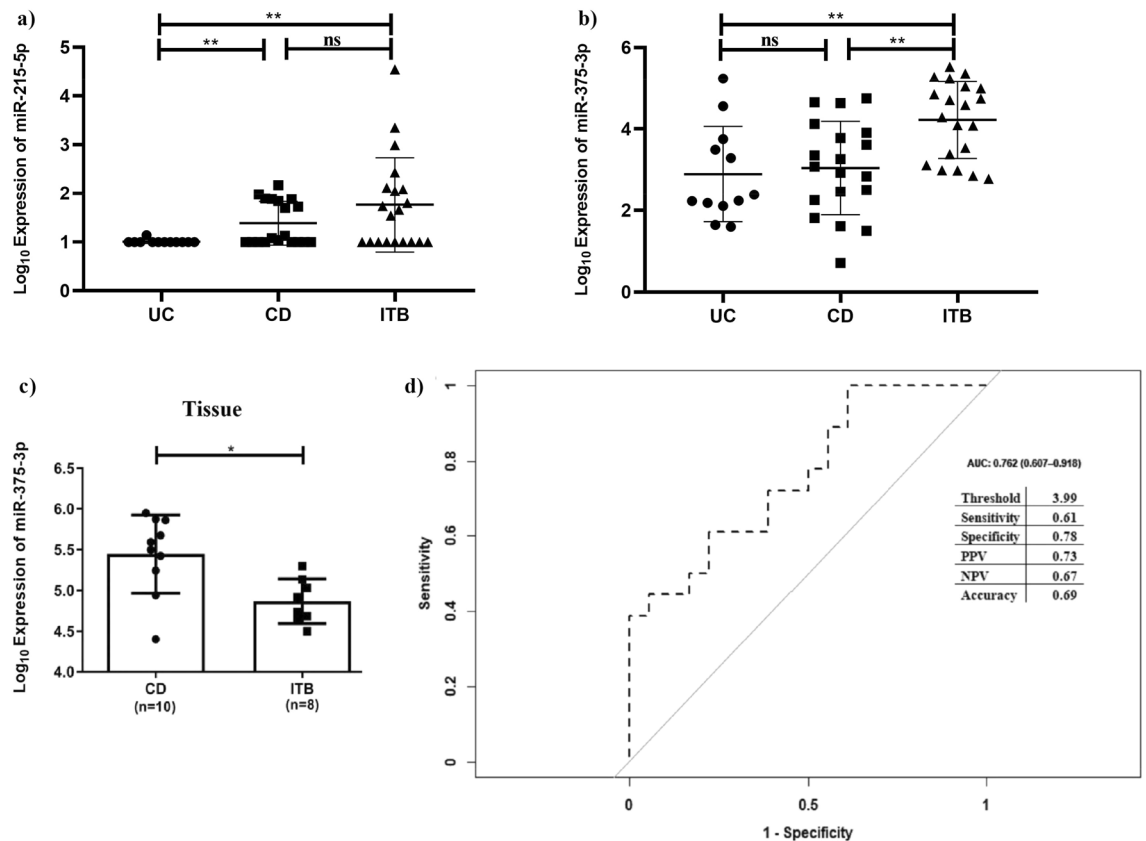 a)
**
**
ns
Log10 Expression of miR-215-5p
5
4
3
2
1
0
UC
CD
ITB
b)
**
ns
**
Log10 Expression of miR-375-3p
6
4
2
0
UC
CD
ITB
c)
Tissue
*
Log10 Expression of miR-375-3p
6.5
6.0
5.5
5.0
4.5
4.0
CD
(n=10)
ITB
(n=8)
d)
Sensitivity
1
0.8
0.6
0.4
0.2
0
0
0.5
1
1 - Specificity
AUC: 0.762 (0.607–0.918)
Threshold 3.99
Sensitivity 0.61
Specificity 0.78
PPV 0.73
NPV 0.67
Accuracy 0.69